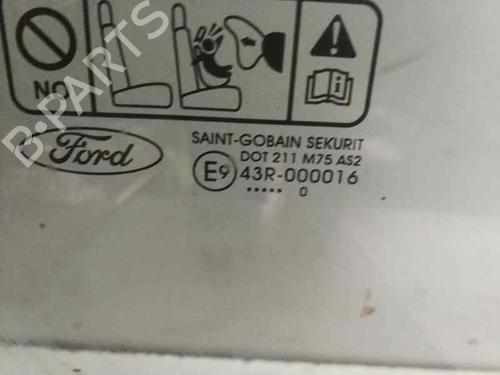 NO
B-PARTS
Ford
SAINT-GOBAIN SEKURIT
DOT 211 M75 AS2
E9 43R-000016
..... 0